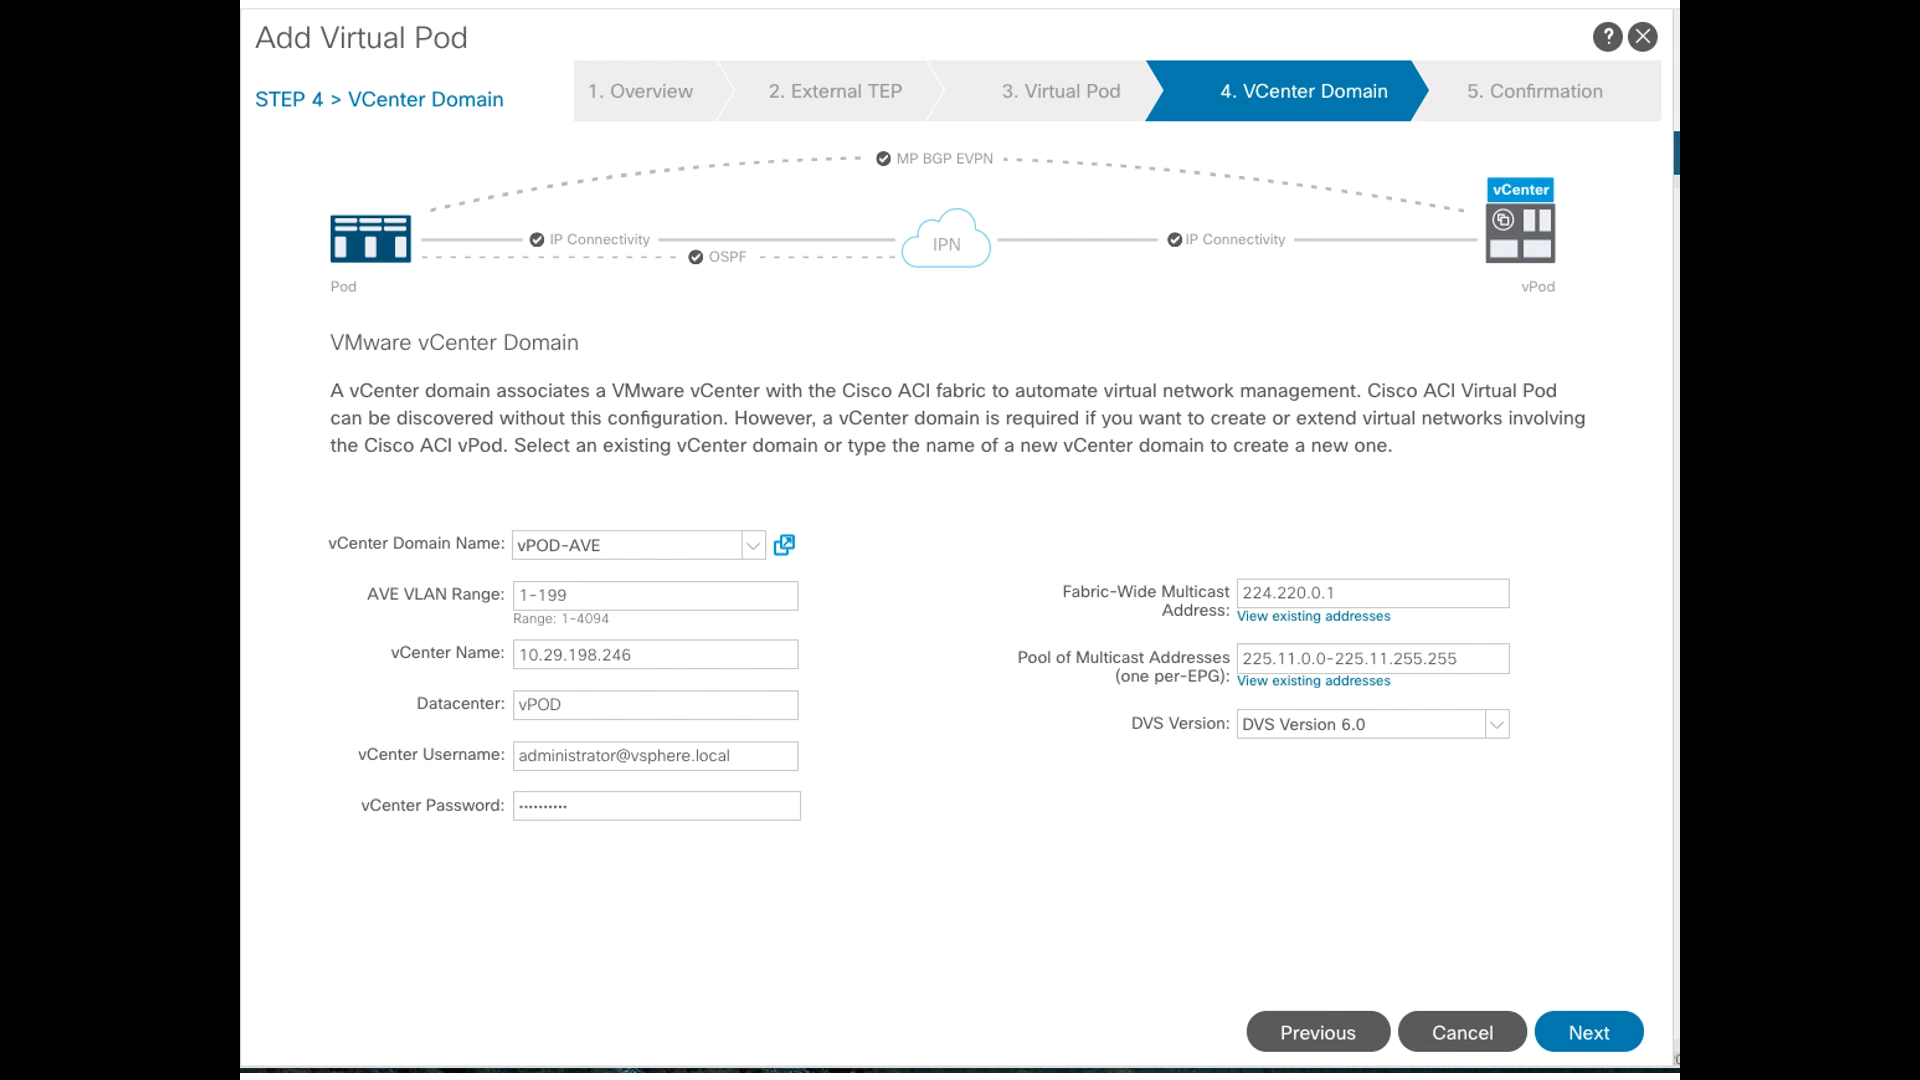 Add Virtual Pod
?
STEP 4 > VCenter Domain
1. Overview
2. External TEP
3. Virtual Pod
4. VCenter Domain
5. Confirmation
MP BGP EVPN
vCenter
IP Connectivity
IPN
IP Connectivity
OSPF
Pod
vPod
VMware vCenter Domain
A vCenter domain associates a VMware vCenter with the Cisco ACI fabric to automate virtual network management. Cisco ACI Virtual Pod
can be discovered without this configuration. However, a vCenter domain is required if you want to create or extend virtual networks involving
the Cisco ACI vPod. Select an existing vCenter domain or type the name of a new vCenter domain to create a new one.
vCenter Domain Name: vPOD-AVE
AVE VLAN Range: 1-199
Range: 1-4094
vCenter Name: 10.29.198.246
Datacenter: vPOD
vCenter Username: administrator@vsphere.local
vCenter Password: ••••••••••
Fabric-Wide Multicast
Address:
224.220.0.1
View existing addresses
Pool of Multicast Addresses
(one per-EPG):
225.11.0.0-225.11.255.255
View existing addresses
DVS Version: DVS Version 6.0
Previous
Cancel
Next